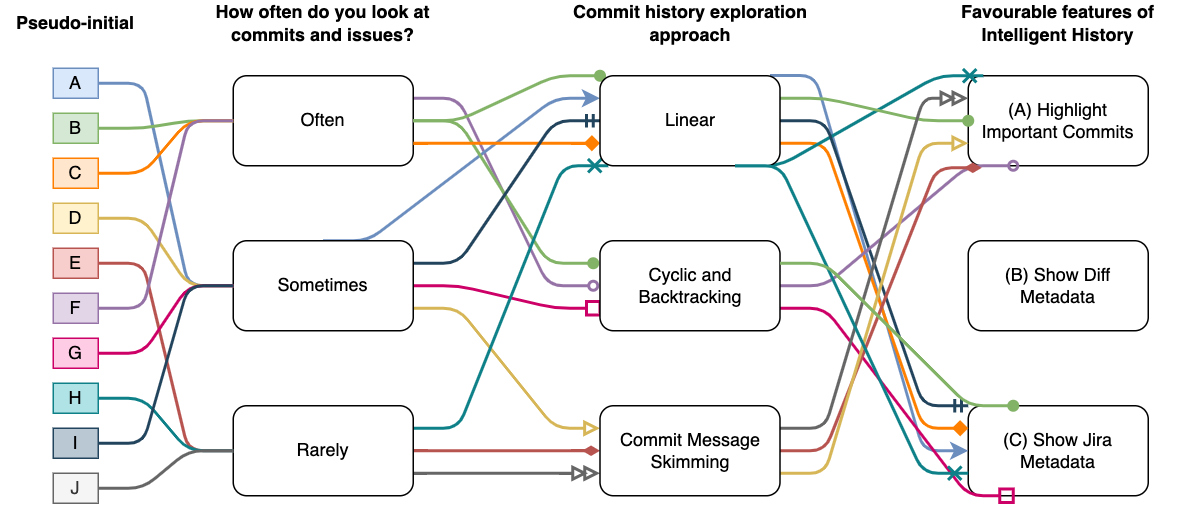 Pseudo-initial
How often do you look at
commits and issues?
Commit history exploration
approach
Favourable features of
Intelligent History
A
B
C
D
E
F
G
H
I
J
Often
Sometimes
Rarely
Linear
Cyclic and
Backtracking
Commit Message
Skimming
(A) Highlight
Important Commits
(B) Show Diff
Metadata
(C) Show Jira
Metadata